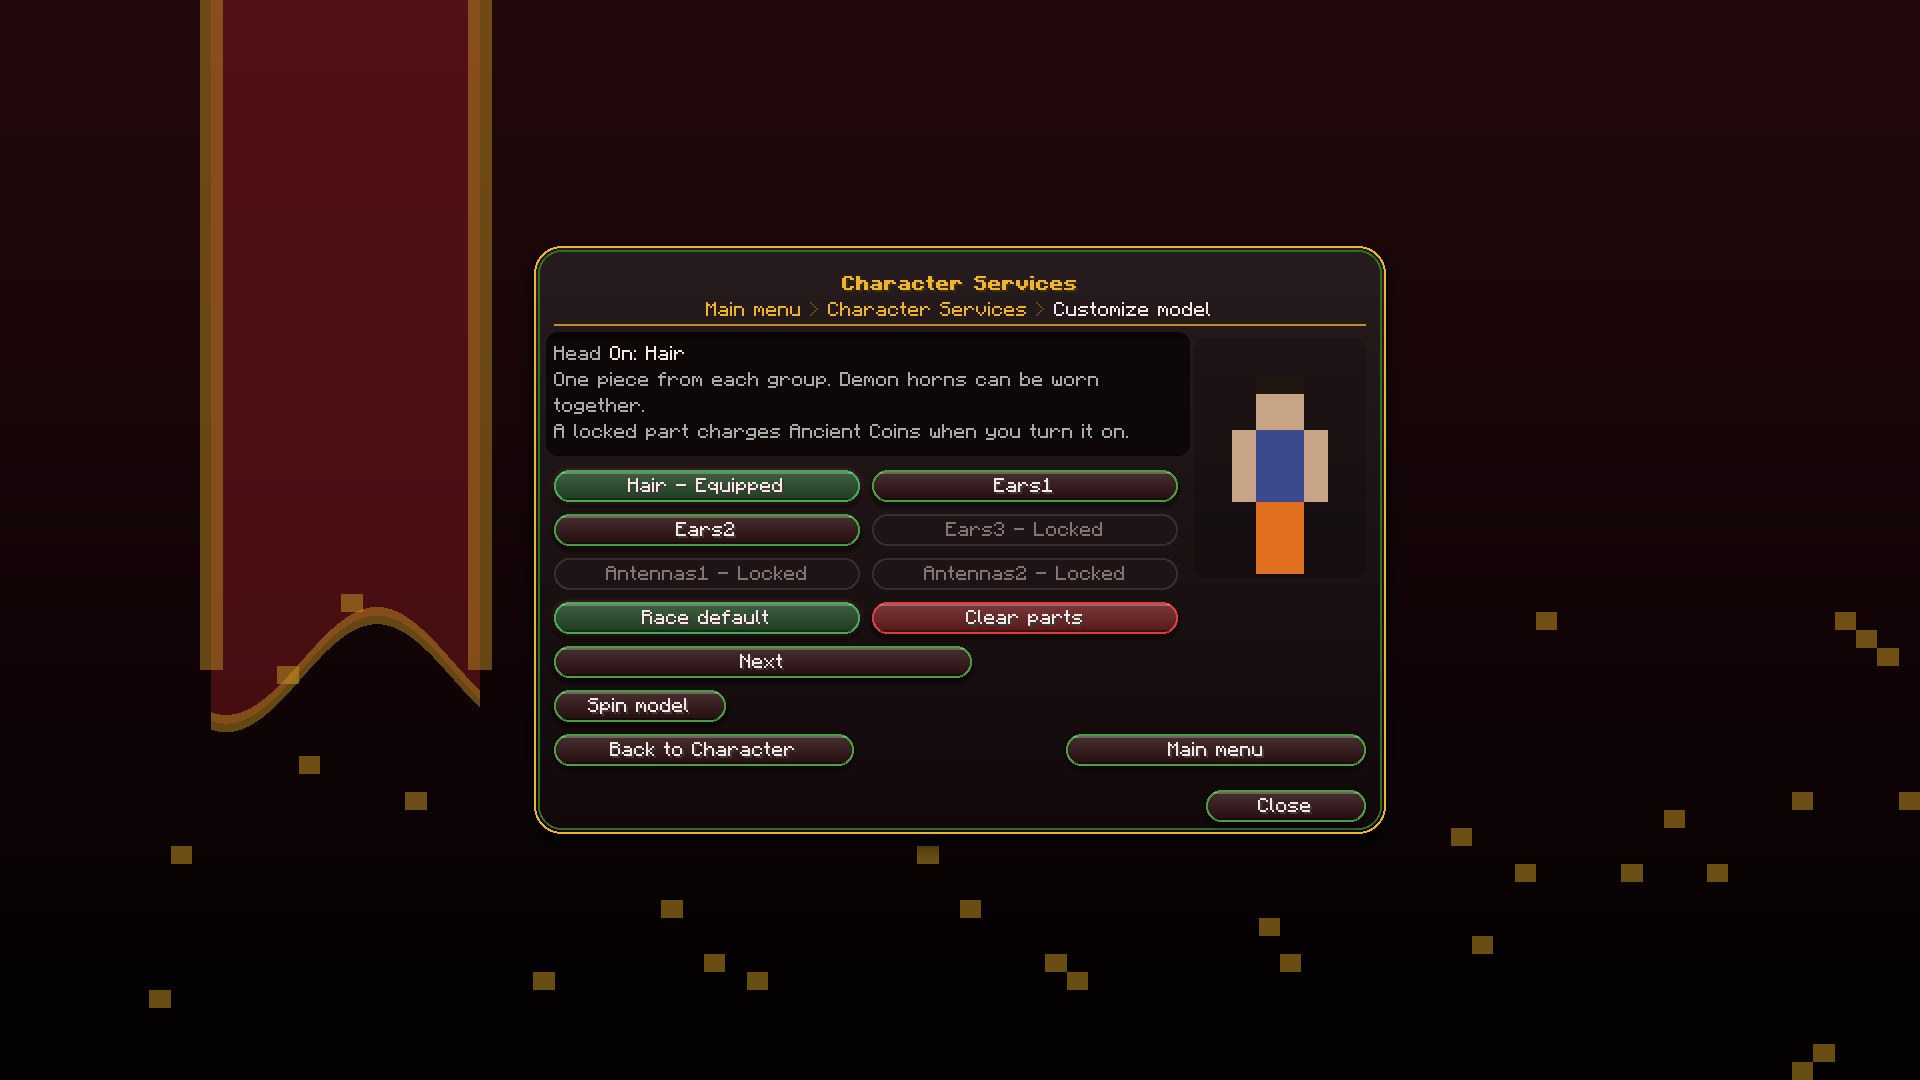 Character Services
Main menu > Character Services > Customize model
Head On: Hair
One piece from each group. Demon horns can be worn
together.
A locked part charges Ancient Coins when you turn it on.
Hair - Equipped
Ears1
Ears2
Ears3 - Locked
Antennas1 - Locked
Antennas2 - Locked
Race default
Clear parts
Next
Spin model
Back to Character
Main menu
Close